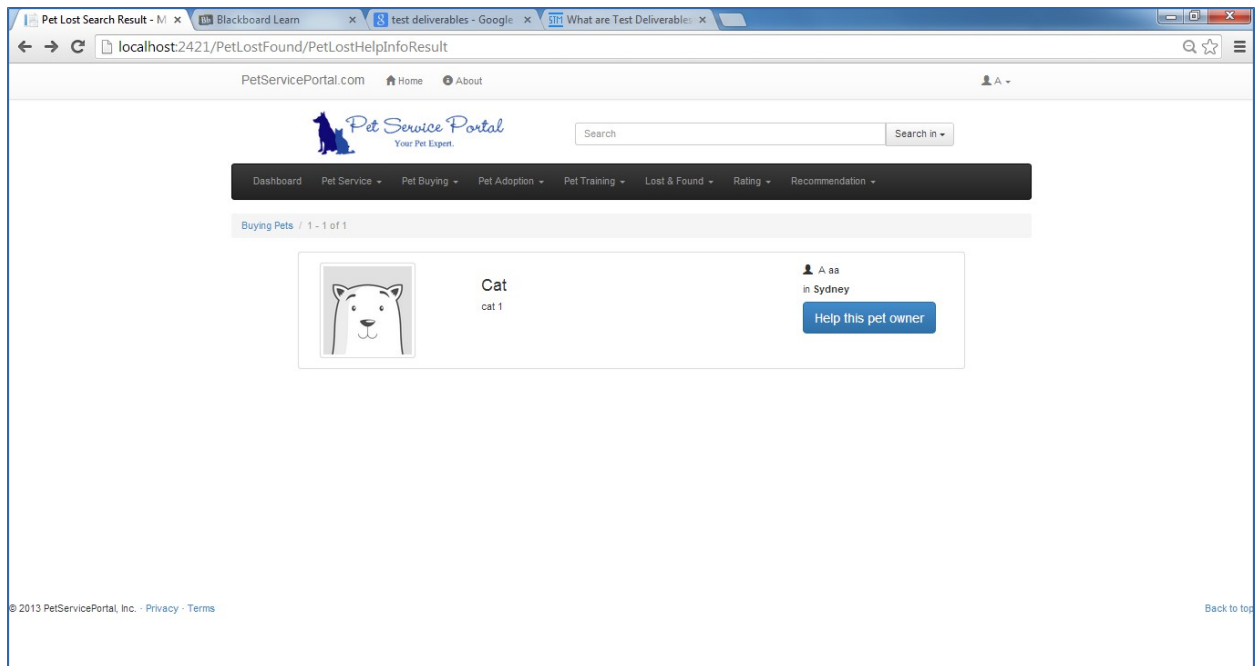 Pet Lost Search Result - M
Bb Blackboard Learn
8 test deliverables - Google
STH What are Test Deliverables
localhost:2421/PetLostFound/PetLostHelpInfoResult
PetServicePortal.com Home About A
Pet Service Portal
Your Pet Expert.
Search Search in
Dashboard Pet Service Pet Buying Pet Adoption Pet Training Lost & Found Rating Recommendation
Buying Pets / 1 - 1 of 1
Cat
cat 1
A aa
in Sydney
Help this pet owner
© 2013 PetServicePortal, Inc. · Privacy · Terms
Back to top